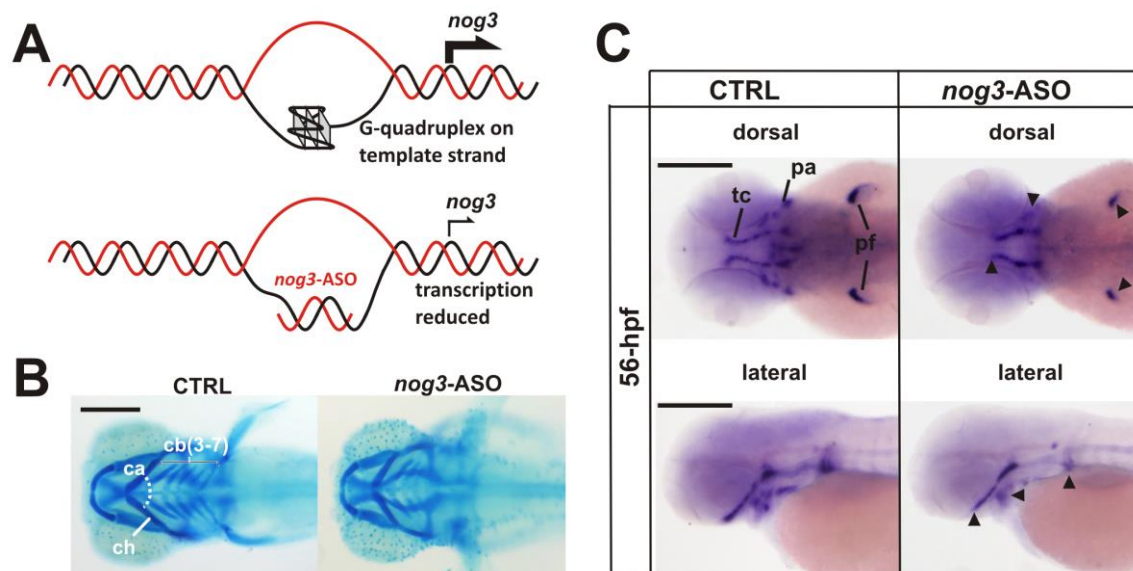 A
nog3
G-quadruplex on
template strand
nog3
nog3-ASO
transcription
reduced
B
CTRL
nog3-ASO
cb(3-7)
ca
ch
C
CTRL
nog3-ASO
56-hpf
dorsal
dorsal
pa
tc
pf
lateral
lateral